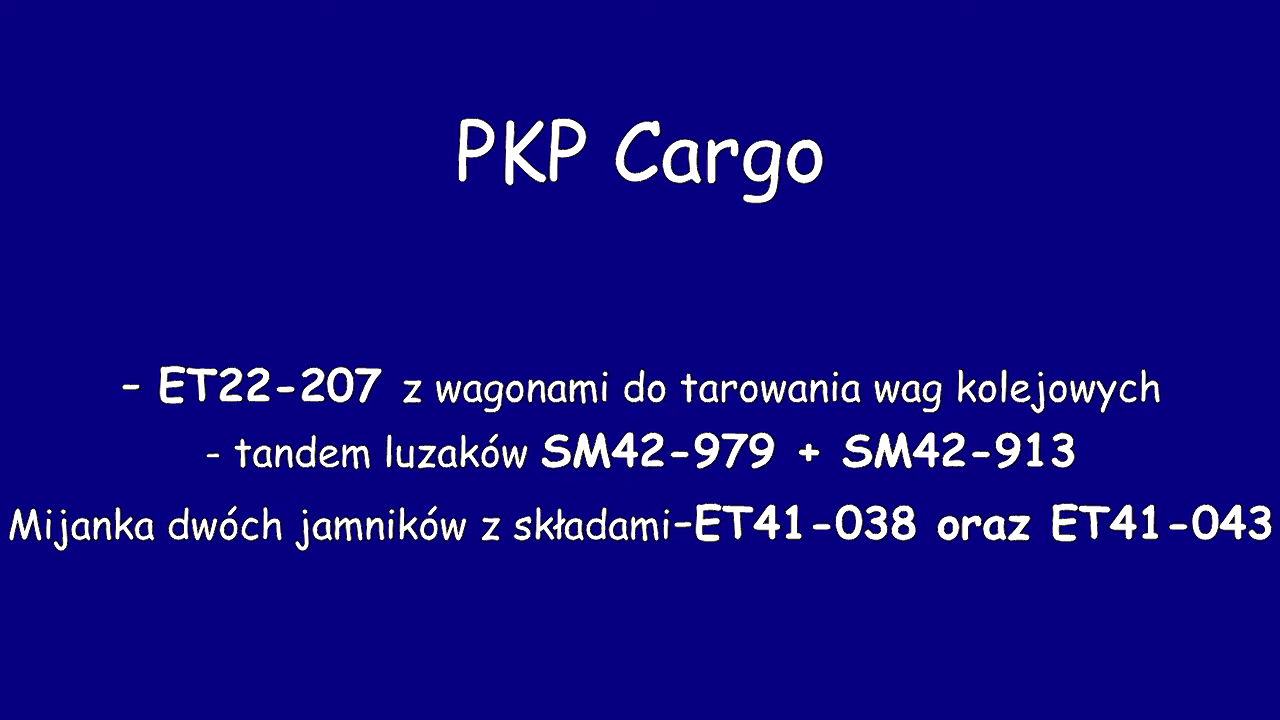 PKP Cargo
- ET22-207 z wagonami do tarowania wag kolejowych
- tandem luzaków SM42-979 + SM42-913
Mijanka dwóch jamników z składami-ET41-038 oraz ET41-043